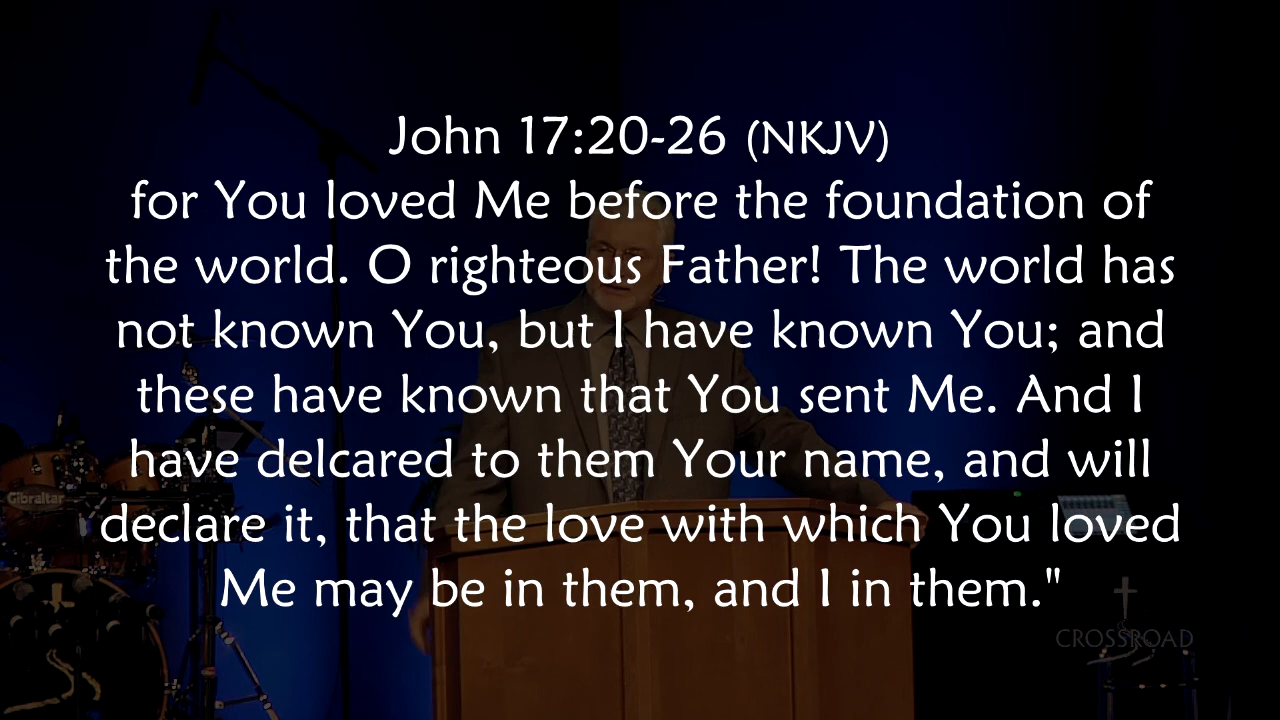 John 17:20-26 (NKJV)
for You loved Me before the foundation of
the world. O righteous Father! The world has
not known You, but I have known You; and
these have known that You sent Me. And I
have delcared to them Your name, and will
declare it, that the love with which You loved
Me may be in them, and I in them."
Gibraltar
CROSSROAD